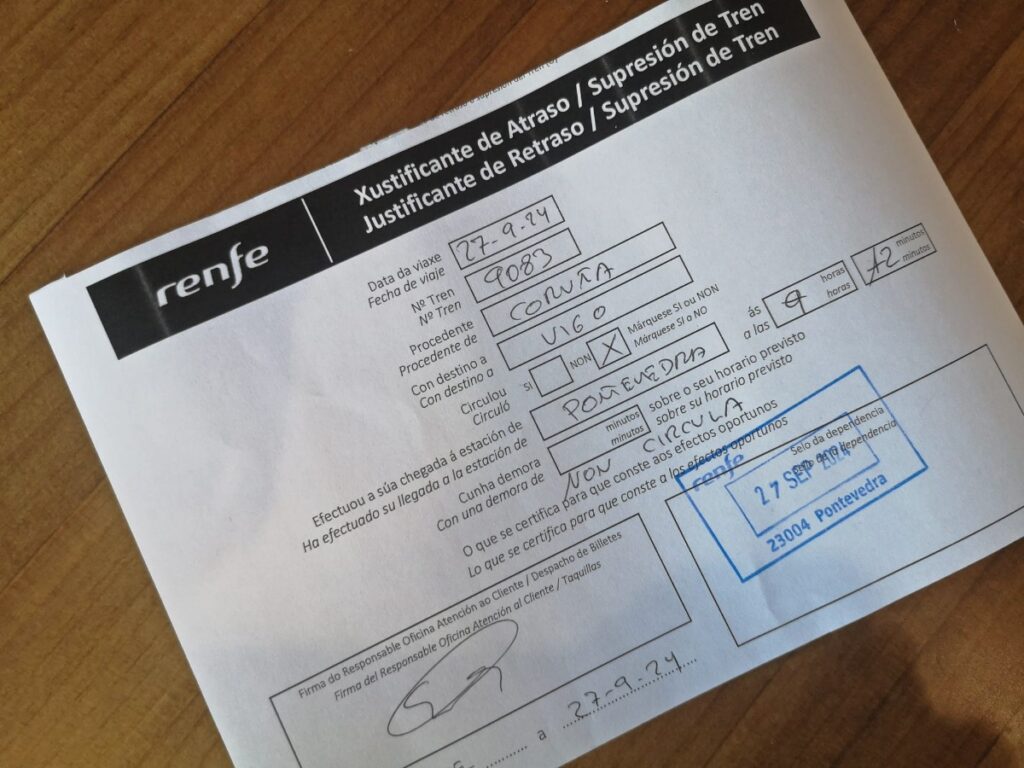 renfe
Xustificante de Atraso / Supresión de Tren
Justificante de Retraso / Supresión de Tren
Data da viaxe
Fecha de viaje
27-9-24
Nº Tren
Nº Tren
9083
Procedente
Procedente de
CORUÑA
Con destino a
Con destino a
VIGO
Circulou
Circuló
SI
NON
X
Márquese SI ou NON
Márquese SI o NO
Efectuou a súa chegada á estación de
Ha efectuado su llegada a la estación de
ás
a las
9
horas
horas
12
minutos
minutos
Cunha demora
Con una demora de
minutos
minutos
sobre o seu horario previsto
sobre su horario previsto
NON CIRCULA
O que se certifica para que conste aos efectos oportunos
Lo que se certifica para que conste a los efectos oportunos
Firma do Responsable Oficina Atención ao Cliente / Despacho de Billetes
Firma del Responsable Oficina Atención al Cliente / Taquillas
Selo da dependencia
dependencia
renfe
27 SEP 2024
23004 Pontevedra
a 27-9-24